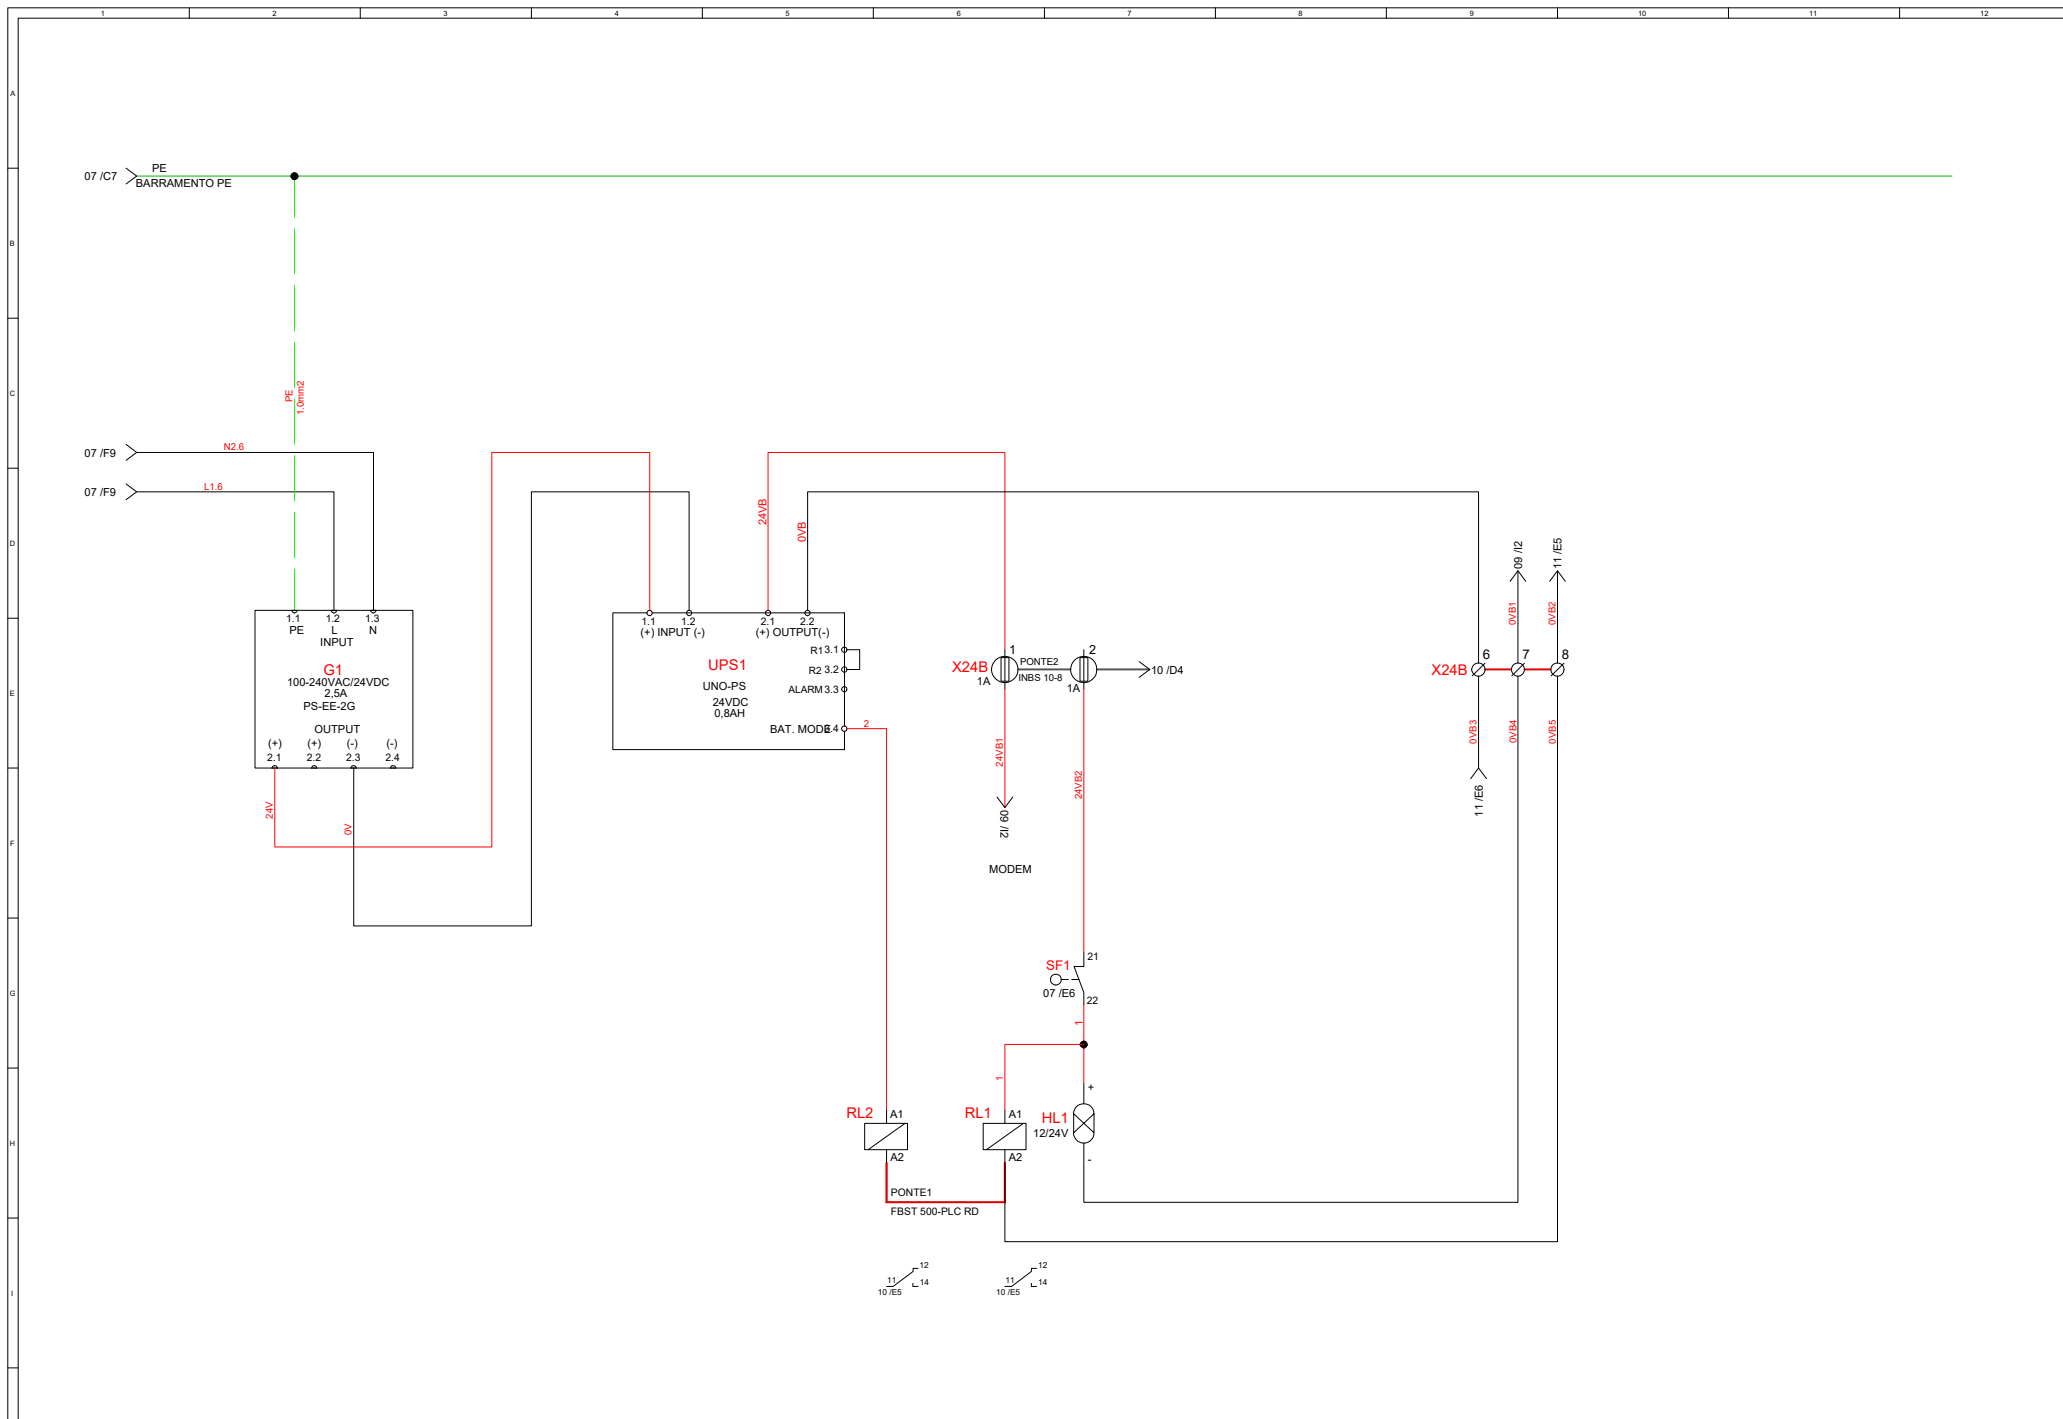 1 2 3 4 5 6 7 8 9 10 11 12
A
PE
07 /C7
BARRAMENTO PE
B
PE
1.0mm2
C
07 /F9
N2.6
07 /F9
L1.6
24VB
0VB
D
09 /I2
11 /E5
0VB1
0VB2
1.1 1.2 1.3
PE L N
INPUT
G1
100-240VAC/24VDC
2,5A
PS-EE-2G
OUTPUT
(+) (+) (-) (-)
2.1 2.2 2.3 2.4
1.1 1.2 2.1 2.2
(+) INPUT (-) (+) OUTPUT(-)
R1 3.1
UPS1
R2 3.2
UNO-PS
ALARM 3.3
24VDC
0,8AH
BAT. MODE 3.4
2
1 2
X24B
PONTE2
1A
INBS 10-8
1A
10 /D4
6 7 8
X24B
E
24VB1
24VB2
0VB3
0VB4
0VB5
24V
0V
09 /I2
11 /E6
F
MODEM
21
SF1
07 /E6
22
G
1
1
RL2 A1
A2
RL1 A1
A2
HL1
12/24V
+
-
H
PONTE1
FBST 500-PLC RD
12
11
14
10 /E5
12
11
14
10 /E5
I